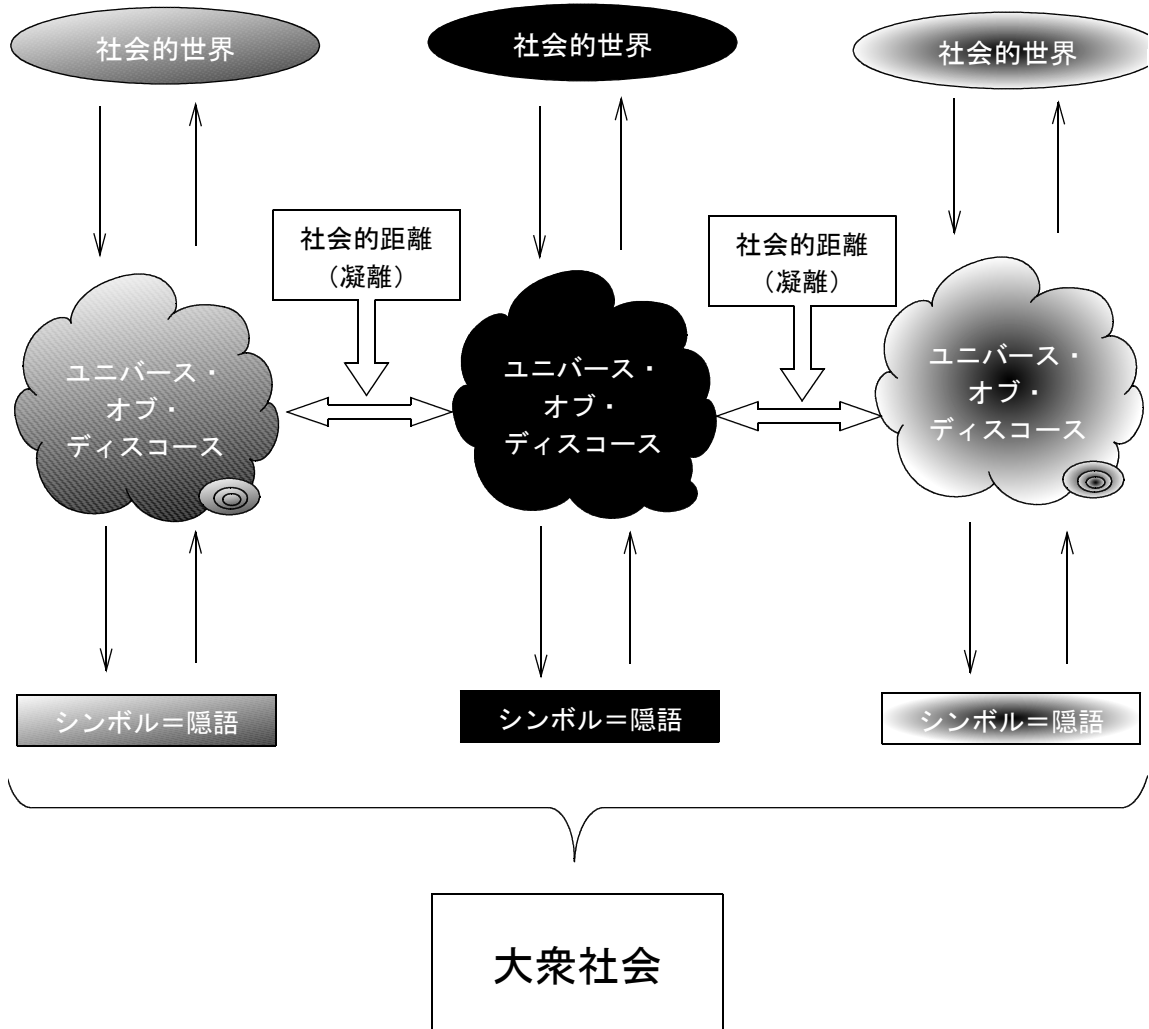 社会的世界
社会的世界
社会的世界
社会的距離
（凝離）
社会的距離
（凝離）
ユニバース・
オブ・
ディスコース
ユニバース・
オブ・
ディスコース
ユニバース・
オブ・
ディスコース
シンボル＝隠語
シンボル＝隠語
シンボル＝隠語
大衆社会